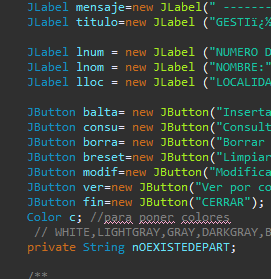 JLabel mensaje=new JLabel(" -------
JLabel titulo=new JLabel ("GESTIï¿½
JLabel lnum = new JLabel ("NUMERO D
JLabel lnom = new JLabel ("NOMBRE:"
JLabel lloc = new JLabel ("LOCALIDA
JButton balta= new JButton("Inserta
JButton consu= new JButton("Consult
JButton borra= new JButton("Borrar
JButton breset=new JButton("Limpiar
JButton modif=new JButton("Modifica
JButton ver=new JButton("Ver por co
JButton fin=new JButton("CERRAR");
Color c; //para poner colores
// WHITE,LIGHTGRAY,GRAY,DARKGRAY,B
private String nOEXISTEDEPART;
/**